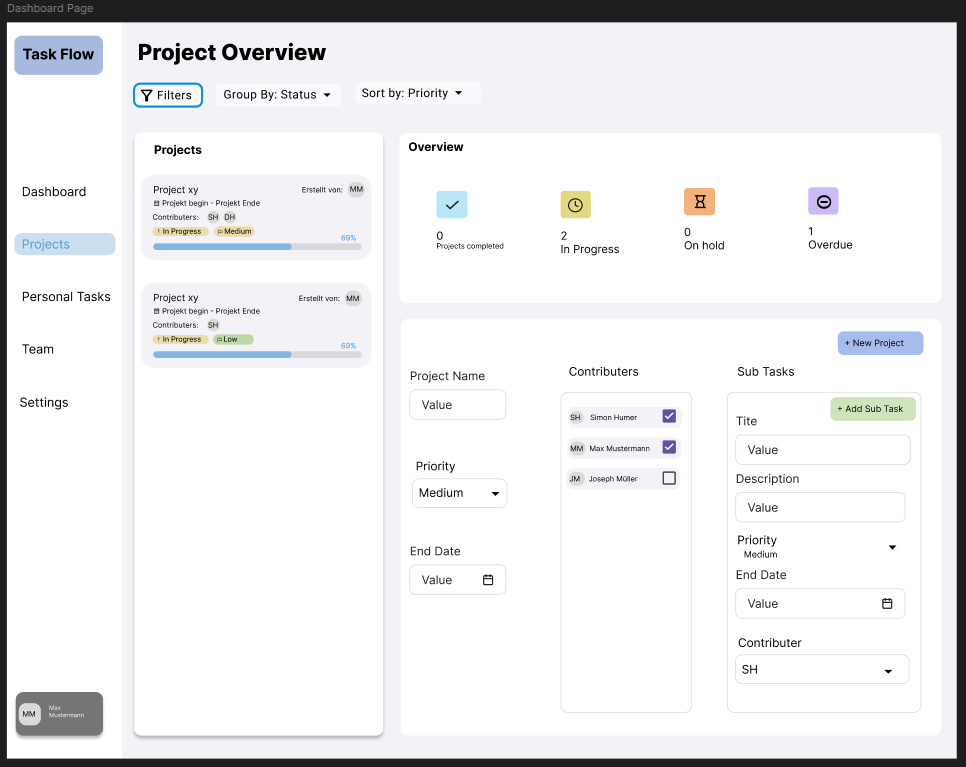 Dashboard Page
Task Flow
Dashboard
Projects
Personal Tasks
Team
Settings
MM
Max
Mustermann
Project Overview
Filters
Group By: Status
Sort by: Priority
Projects
Project xy
Erstellt von: MM
Projekt begin - Projekt Ende
Contributers: SH DH
! In Progress
Medium
69%
Project xy
Erstellt von: MM
Projekt begin - Projekt Ende
Contributers: SH
! In Progress
Low
69%
Overview
0
Projects completed
2
In Progress
0
On hold
1
Overdue
+ New Project
Project Name
Value
Priority
Medium
End Date
Value
Contributers
SH Simon Humer
MM Max Mustermann
JM Joseph Müller
Sub Tasks
+ Add Sub Task
Tite
Value
Description
Value
Priority
Medium
End Date
Value
Contributer
SH